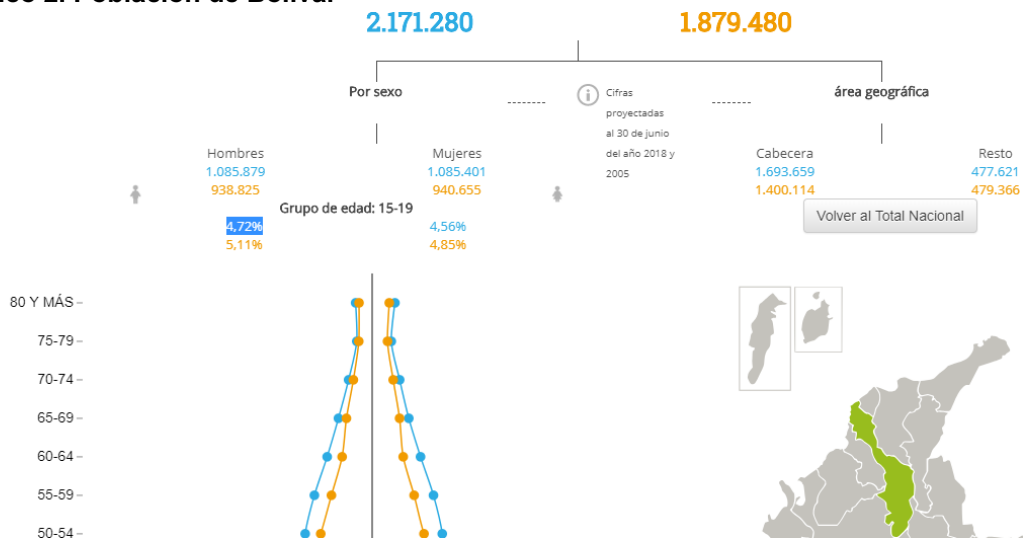 2.171.280 1.879.480
Por sexo
Cifras
proyectadas
al 30 de junio
del año 2018 y
2005
área geográfica
Hombres Mujeres Cabecera Resto
1.085.879 1.085.401 1.693.659 477.621
938.825 940.655 1.400.114 479.366
Grupo de edad: 15-19
Volver al Total Nacional
4,72% 4,56%
5,11% 4,85%
80 Y MÁS
75-79
70-74
65-69
60-64
55-59
50-54